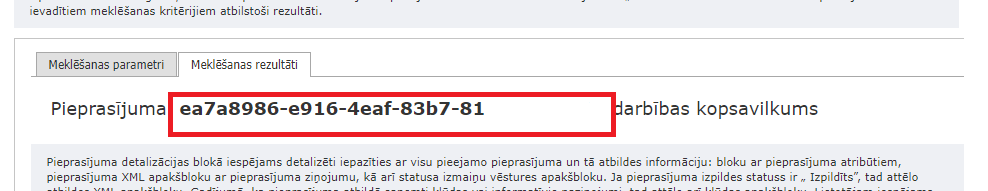 ievadītiem meklēšanas kritērijiem atbilstoši rezultāti.
Meklēšanas parametri
Meklēšanas rezultāti
Pieprasījuma ea7a8986-e916-4eaf-83b7-81 darbības kopsavilkums
Pieprasījuma detalizācijas blokā iespējams detalizēti iepazīties ar visu pieejamo pieprasījuma un tā atbildes informāciju: bloku ar pieprasījuma atribūtiem,
pieprasījuma XML apakšbloku ar pieprasījuma ziņojumu, kā arī statusa izmaiņu vēstures apakšbloku. Ja pieprasījuma izpildes statuss ir „ Izpildīts”, tad attēlo